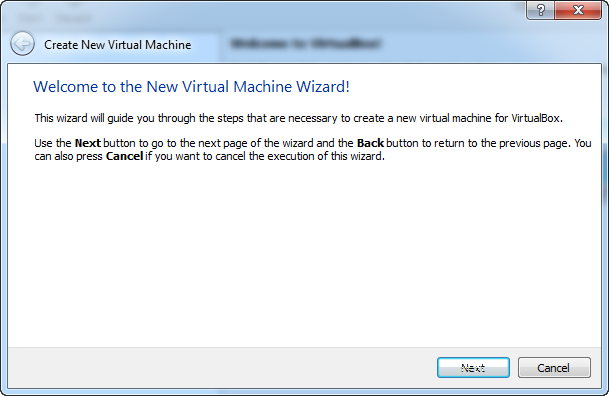 Welcome to VirtualBox!
Create New Virtual Machine
Welcome to the New Virtual Machine Wizard!
This wizard will guide you through the steps that are necessary to create a new virtual machine for VirtualBox.
Use the Next button to go to the next page of the wizard and the Back button to return to the previous page. You
can also press Cancel if you want to cancel the execution of this wizard.
Next
Cancel